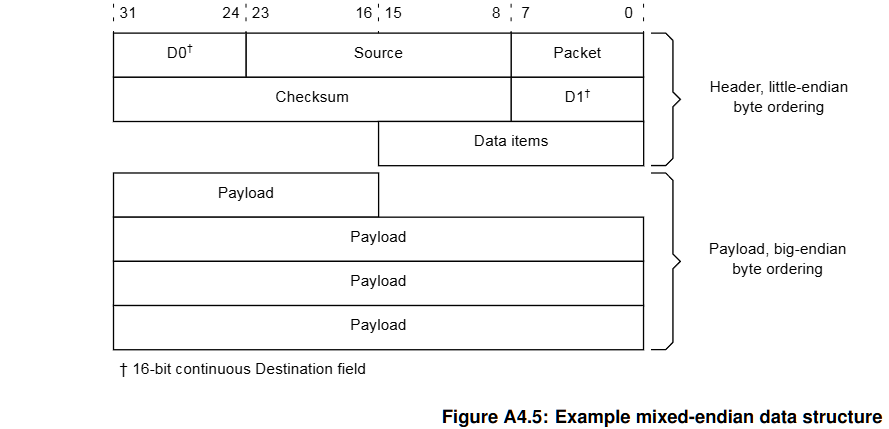 31 24 23 16 15 8 7 0
D0† Source Packet
Checksum D1†
Data items
Header, little-endian
byte ordering
Payload
Payload
Payload
Payload
Payload, big-endian
byte ordering
† 16-bit continuous Destination field
Figure A4.5: Example mixed-endian data structure